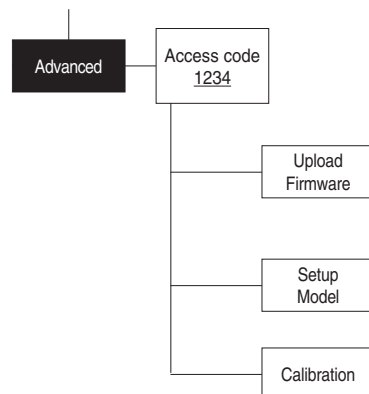 Advanced
Access code
1234
Upload
Firmware
Setup
Model
Calibration